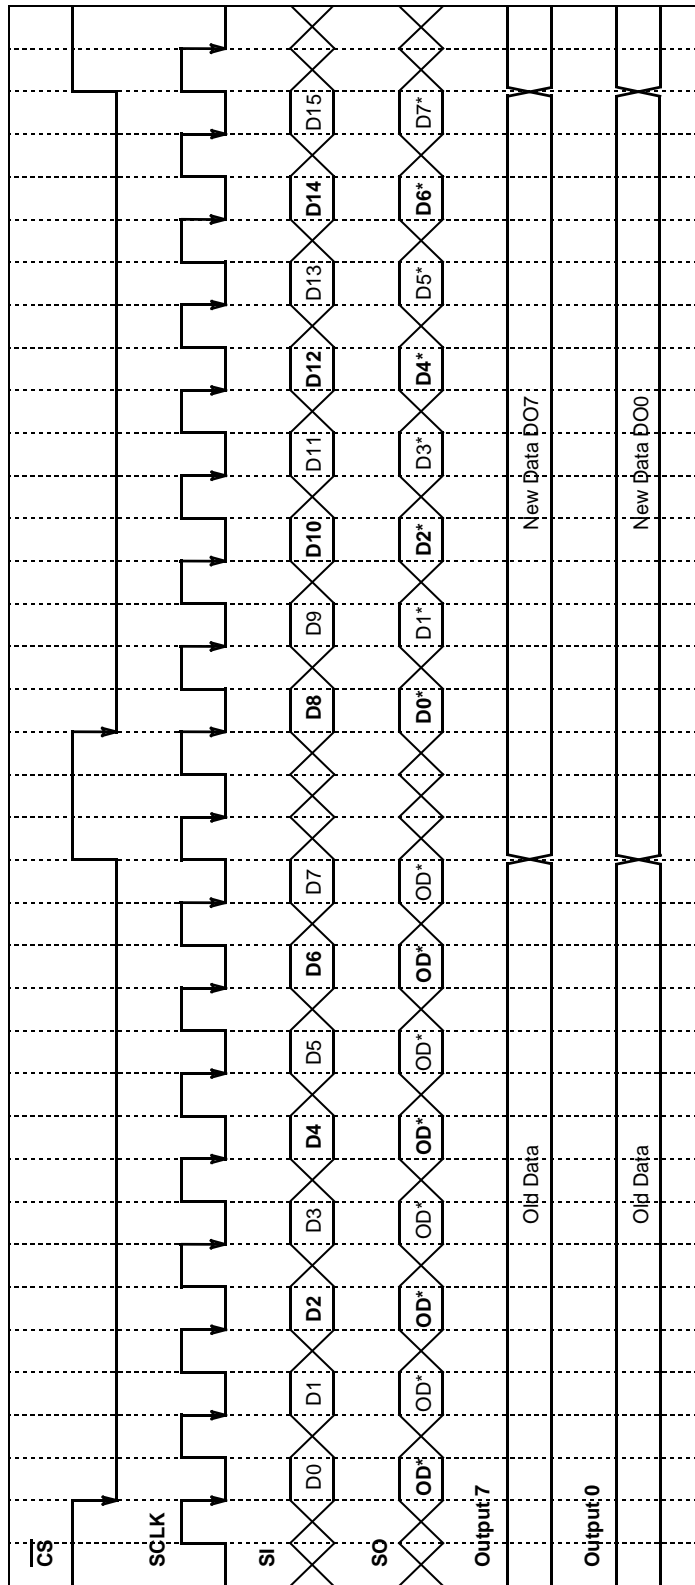 CS
SCLK
SI
D0 D1 D2 D3 D4 D5 D6 D7 D8 D9 D10 D11 D12 D13 D14 D15
SO
OD* OD* OD* OD* OD* OD* OD* OD* D0* D1* D2* D3* D4* D5* D6* D7*
Output 7
Old Data New Data DO7
Output 0
Old Data New Data DO0